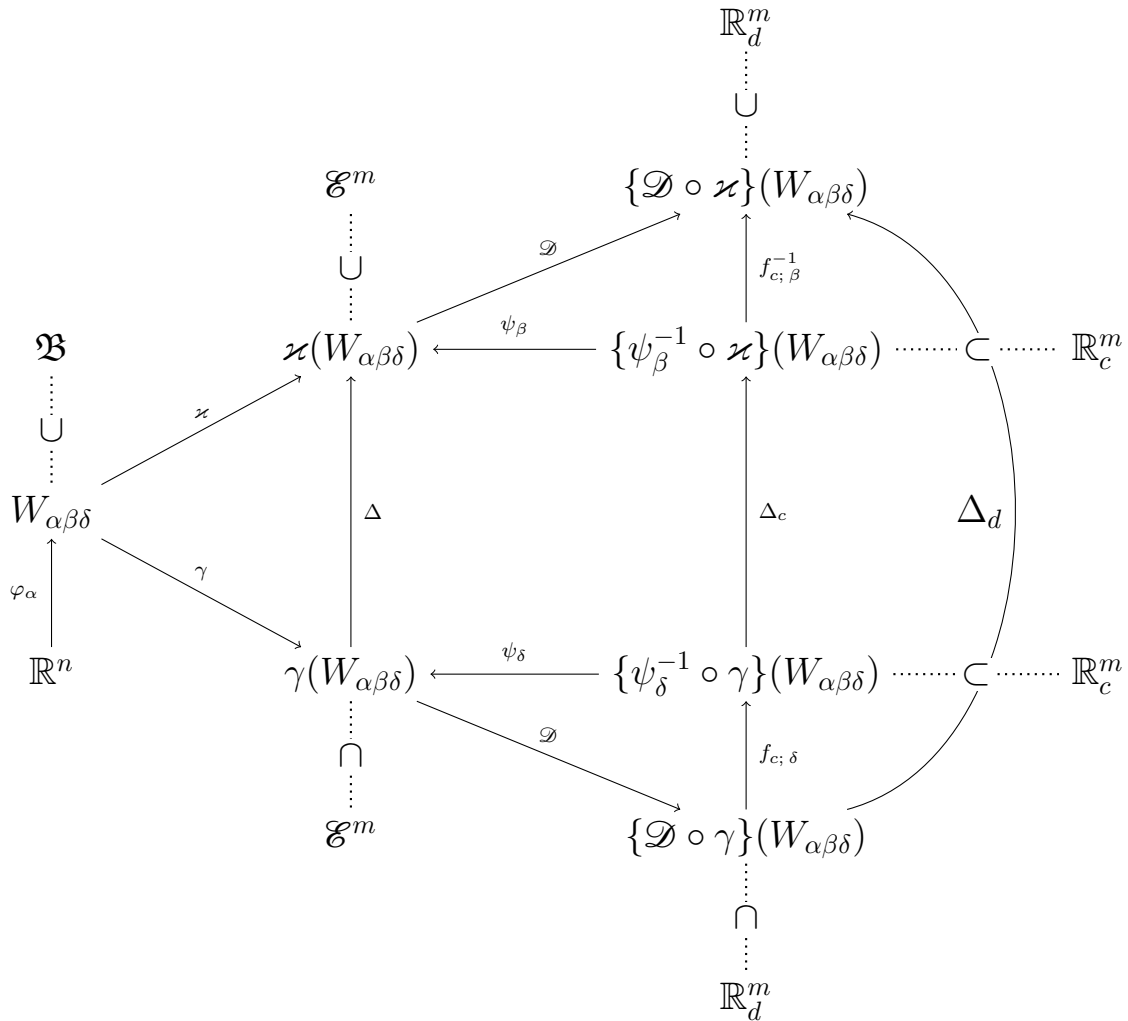 ℝ^m_d
∪
ℰ^m {𝒟 ∘ ϰ}(W_{αβδ})
∪ 𝒟 f^{-1}_{c; β}
𝔅 ϰ(W_{αβδ}) ψ_β {ψ_β^{-1} ∘ ϰ}(W_{αβδ}) ⊂ ℝ^m_c
∪ ϰ
W_{αβδ} Δ Δ_c Δ_d
φ_α γ
ℝ^n γ(W_{αβδ}) ψ_δ {ψ_δ^{-1} ∘ γ}(W_{αβδ}) ⊂ ℝ^m_c
∩ 𝒟 f_{c; δ}
ℰ^m {𝒟 ∘ γ}(W_{αβδ})
∩
ℝ^m_d